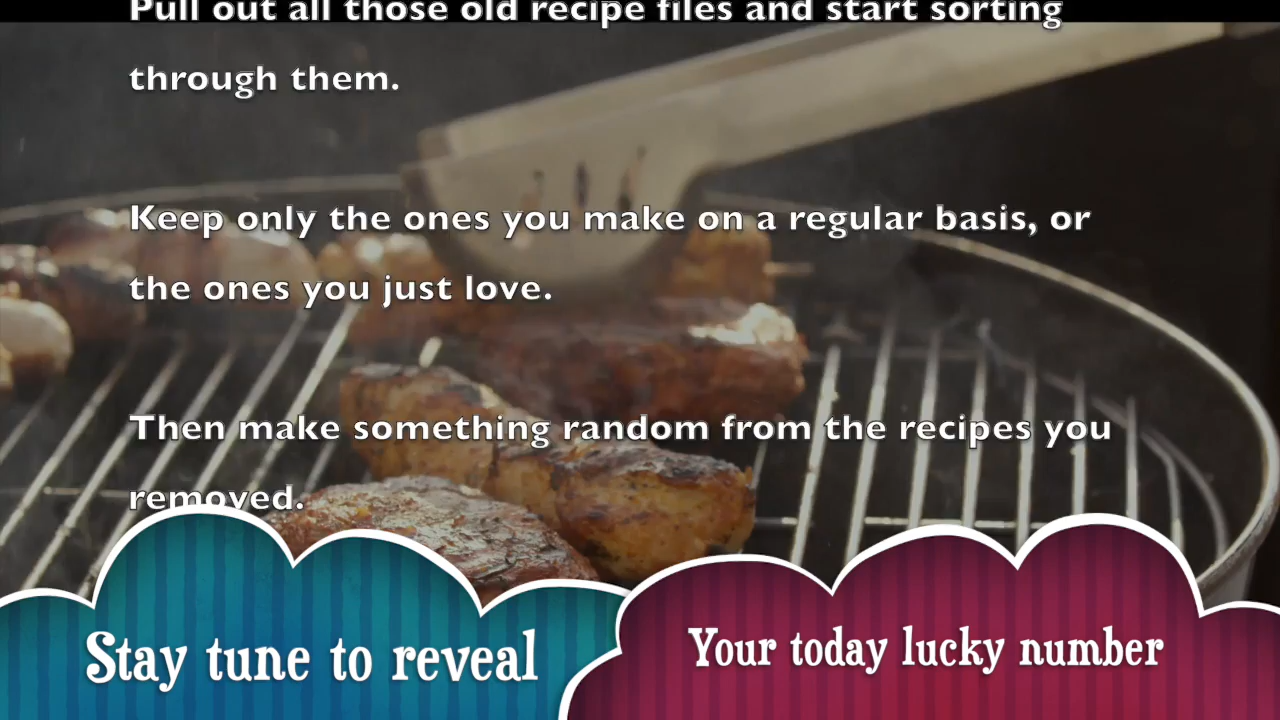 Pull out all those old recipe files and start sorting
through them.
Keep only the ones you make on a regular basis, or
the ones you just love.
Then make something random from the recipes you
removed.
Stay tune to reveal
Your today lucky number